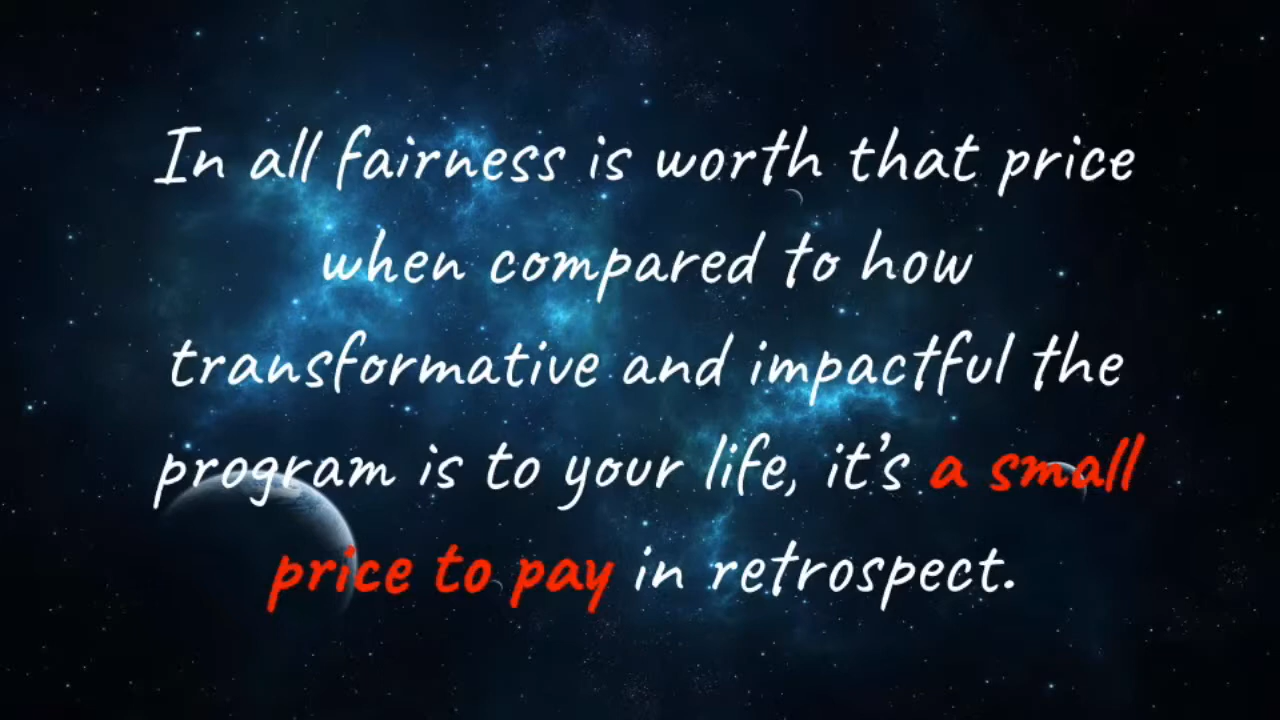 In all fairness is worth that price
when compared to how
transformative and impactful the
program is to your life, it’s a small
price to pay in retrospect.